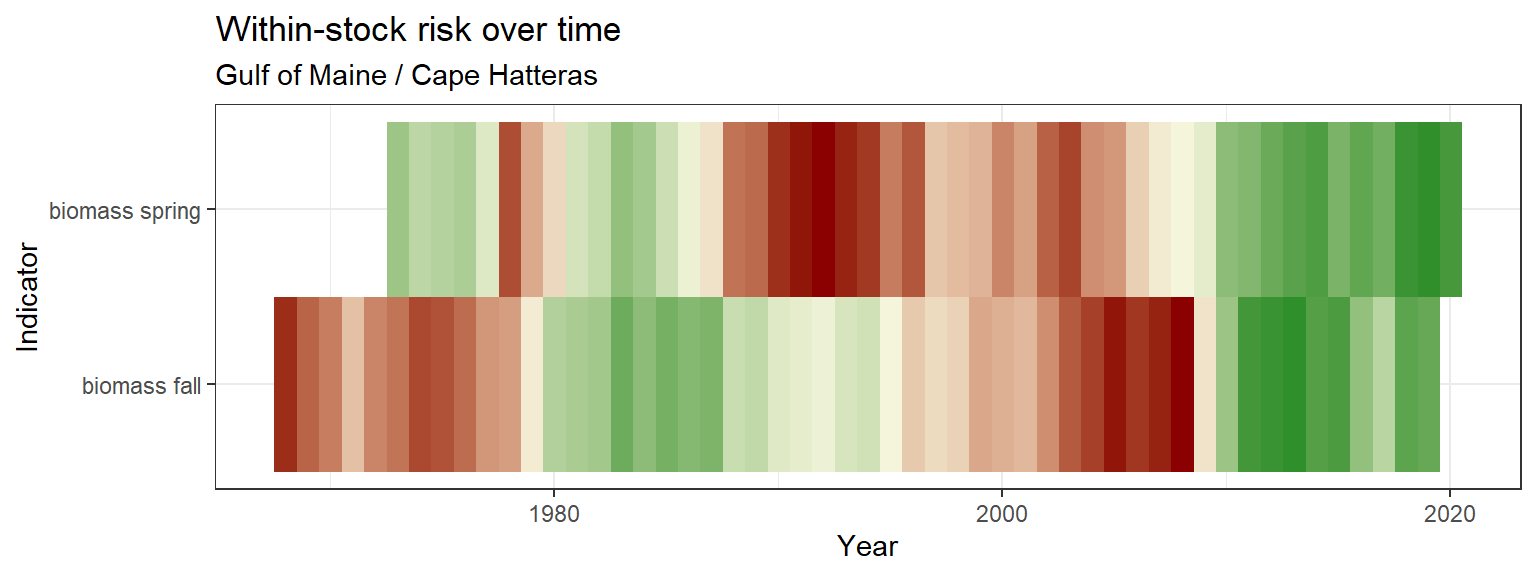 Within-stock risk over time
Gulf of Maine / Cape Hatteras
Indicator
biomass spring
biomass fall
1980
2000
2020
Year